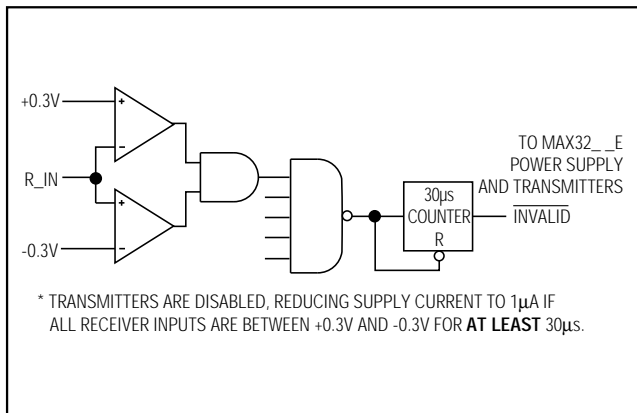 +0.3V
+
−
R_IN
+
−
-0.3V
TO MAX32_ _E
POWER SUPPLY
AND TRANSMITTERS
30µs
COUNTER
R
INVALID
* TRANSMITTERS ARE DISABLED, REDUCING SUPPLY CURRENT TO 1µA IF
ALL RECEIVER INPUTS ARE BETWEEN +0.3V AND -0.3V FOR AT LEAST 30µs.